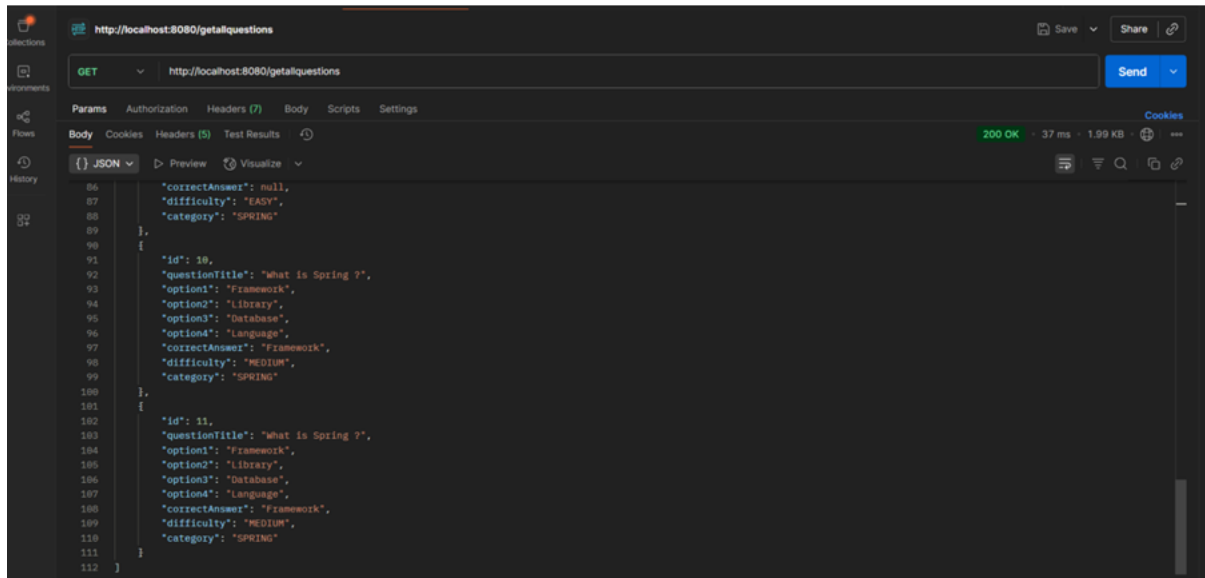 http://localhost:8080/getallquestions
Save
Share
GET
http://localhost:8080/getallquestions
Send
Params Authorization Headers (7) Body Scripts Settings
Cookies
Flows
History
Body Cookies Headers (5) Test Results
200 OK · 37 ms · 1.99 KB
{} JSON Preview Visualize
86 "correctAnswer": null,
87 "difficulty": "EASY",
88 "category": "SPRING"
89 },
90 {
91 "id": 10,
92 "questionTitle": "What is Spring ?",
93 "option1": "Framework",
94 "option2": "Library",
95 "option3": "Database",
96 "option4": "Language",
97 "correctAnswer": "Framework",
98 "difficulty": "MEDIUM",
99 "category": "SPRING"
100 },
101 {
102 "id": 11,
103 "questionTitle": "What is Spring ?",
104 "option1": "Framework",
105 "option2": "Library",
106 "option3": "Database",
107 "option4": "Language",
108 "correctAnswer": "Framework",
109 "difficulty": "MEDIUM",
110 "category": "SPRING"
111 }
112 ]